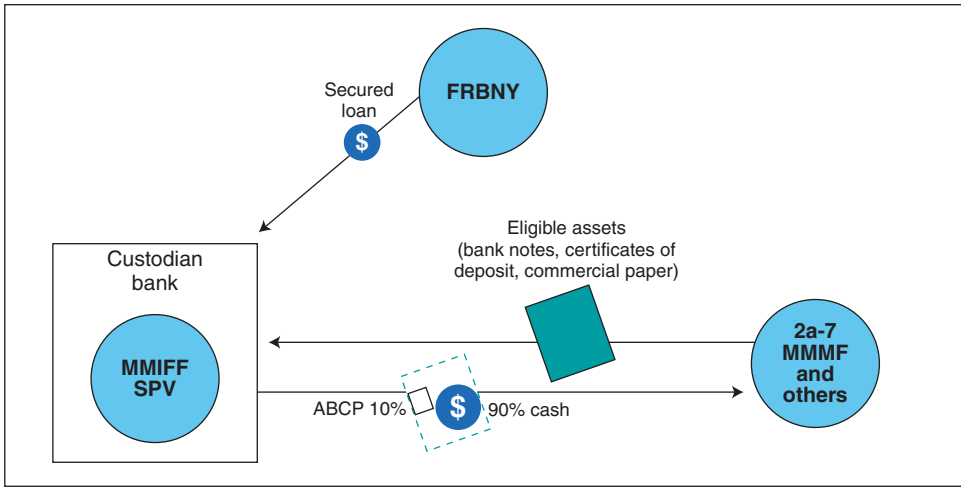 FRBNY
Secured
loan
$
Eligible assets
(bank notes, certificates of
deposit, commercial paper)
Custodian
bank
MMIFF
SPV
2a-7
MMMF
and
others
ABCP 10%
$
90% cash